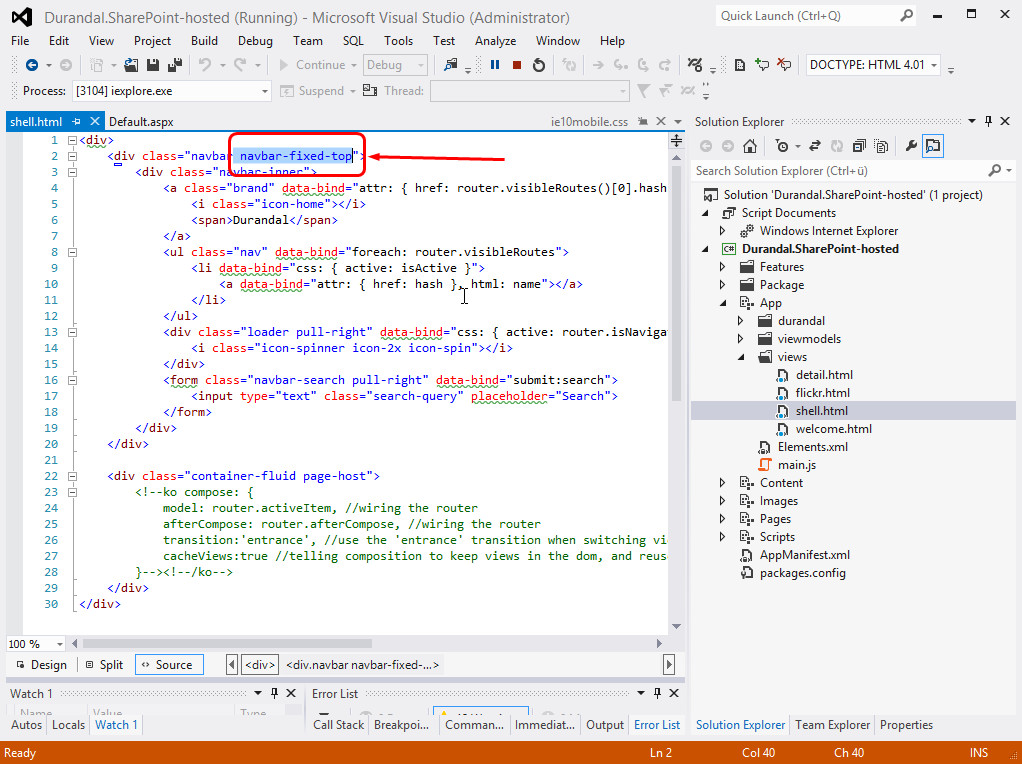 Durandal.SharePoint-hosted (Running) - Microsoft Visual Studio (Administrator)
Quick Launch (Ctrl+Q)
File Edit View Project Build Debug Team SQL Tools Test Analyze Window Help
Continue Debug DOCTYPE: HTML 4.01
Process: [3104] iexplore.exe Suspend Thread:
shell.html Default.aspx ie10mobile.css
1 <div>
2 <div class="navbar navbar-fixed-top">
3 <div class="navbar-inner">
4 <a class="brand" data-bind="attr: { href: router.visibleRoutes()[0].hash
5 <i class="icon-home"></i>
6 <span>Durandal</span>
7 </a>
8 <ul class="nav" data-bind="foreach: router.visibleRoutes">
9 <li data-bind="css: { active: isActive }">
10 <a data-bind="attr: { href: hash }, html: name"></a>
11 </li>
12 </ul>
13 <div class="loader pull-right" data-bind="css: { active: router.isNavigat
14 <i class="icon-spinner icon-2x icon-spin"></i>
15 </div>
16 <form class="navbar-search pull-right" data-bind="submit:search">
17 <input type="text" class="search-query" placeholder="Search">
18 </form>
19 </div>
20 </div>
21
22 <div class="container-fluid page-host">
23 <!--ko compose: {
24 model: router.activeItem, //wiring the router
25 afterCompose: router.afterCompose, //wiring the router
26 transition:'entrance', //use the 'entrance' transition when switching vi
27 cacheViews:true //telling composition to keep views in the dom, and reus
28 }--><!--/ko-->
29 </div>
30 </div>
100 %
Design Split Source <div> <div.navbar navbar-fixed-...>
Watch 1
Name Value Type
Autos Locals Watch 1
Error List
Call Stack Breakpoi... Comman... Immediat... Output Error List
Solution Explorer
Search Solution Explorer (Ctrl+ü)
Solution 'Durandal.SharePoint-hosted' (1 project)
Script Documents
Windows Internet Explorer
C# Durandal.SharePoint-hosted
Features
Package
App
durandal
viewmodels
views
detail.html
flickr.html
shell.html
welcome.html
Elements.xml
main.js
Content
Images
Pages
Scripts
AppManifest.xml
packages.config
Solution Explorer Team Explorer Properties
Ready Ln 2 Col 40 Ch 40 INS